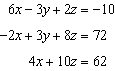 6x − 3y + 2z = −10
−2x + 3y + 8z = 72
4x + 10z = 62